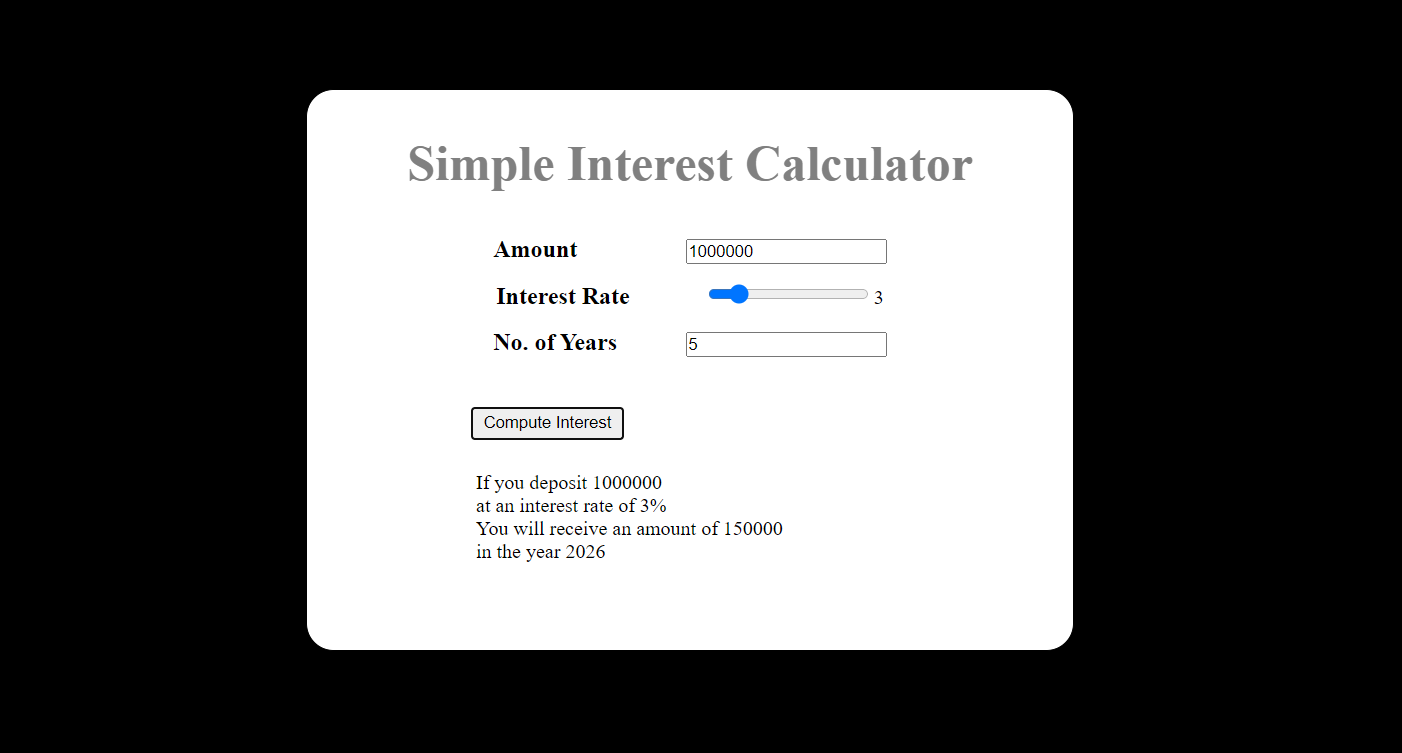 Simple Interest Calculator
Amount 1000000
Interest Rate 3
No. of Years 5
Compute Interest
If you deposit 1000000
at an interest rate of 3%
You will receive an amount of 150000
in the year 2026